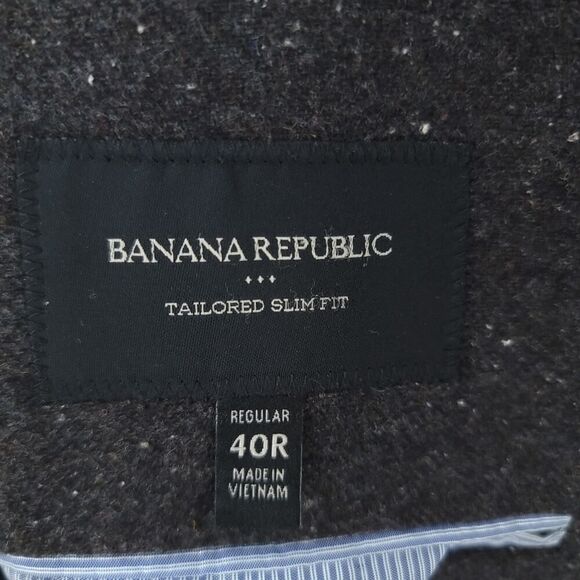 BANANA REPUBLIC
TAILORED SLIM FIT
REGULAR
40R
MADE IN
VIETNAM